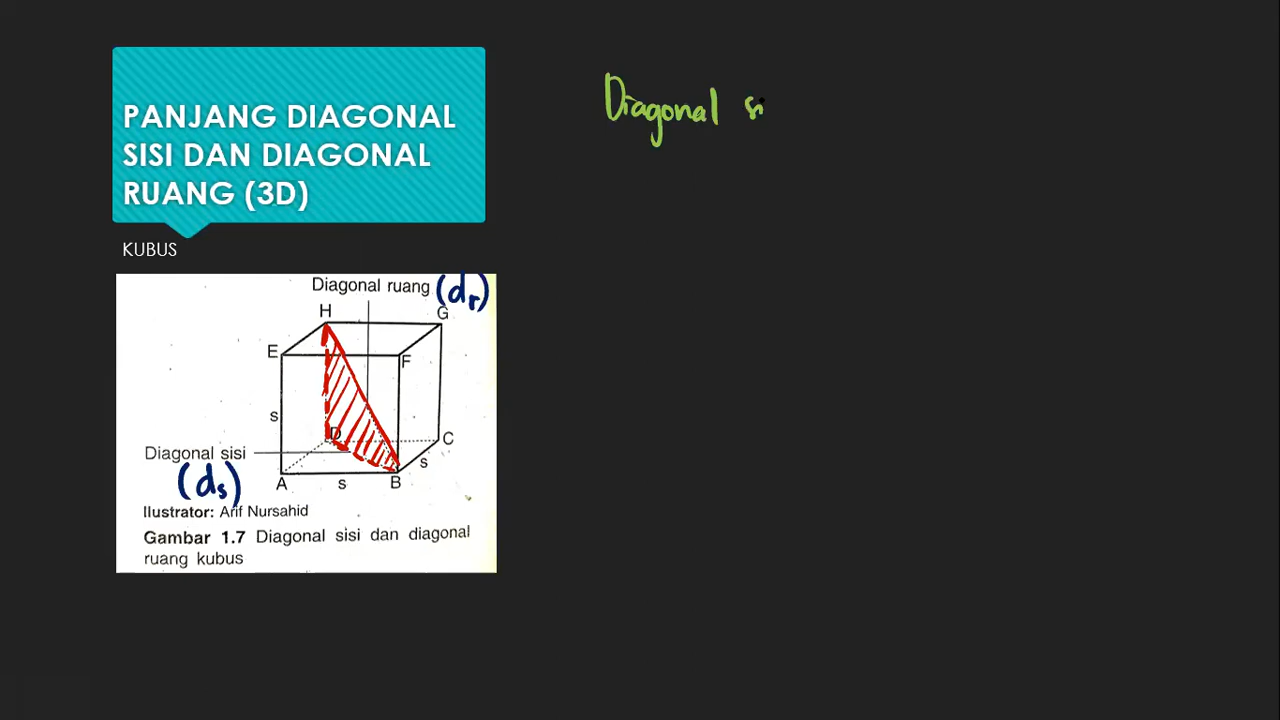 PANJANG DIAGONAL
SISI DAN DIAGONAL
RUANG (3D)
KUBUS
Diagonal si
Diagonal ruang (dr)
H
G
E
F
s
D
C
Diagonal sisi
s
(ds)
A
s
B
Ilustrator: Arif Nursahid
Gambar 1.7 Diagonal sisi dan diagonal
ruang kubus